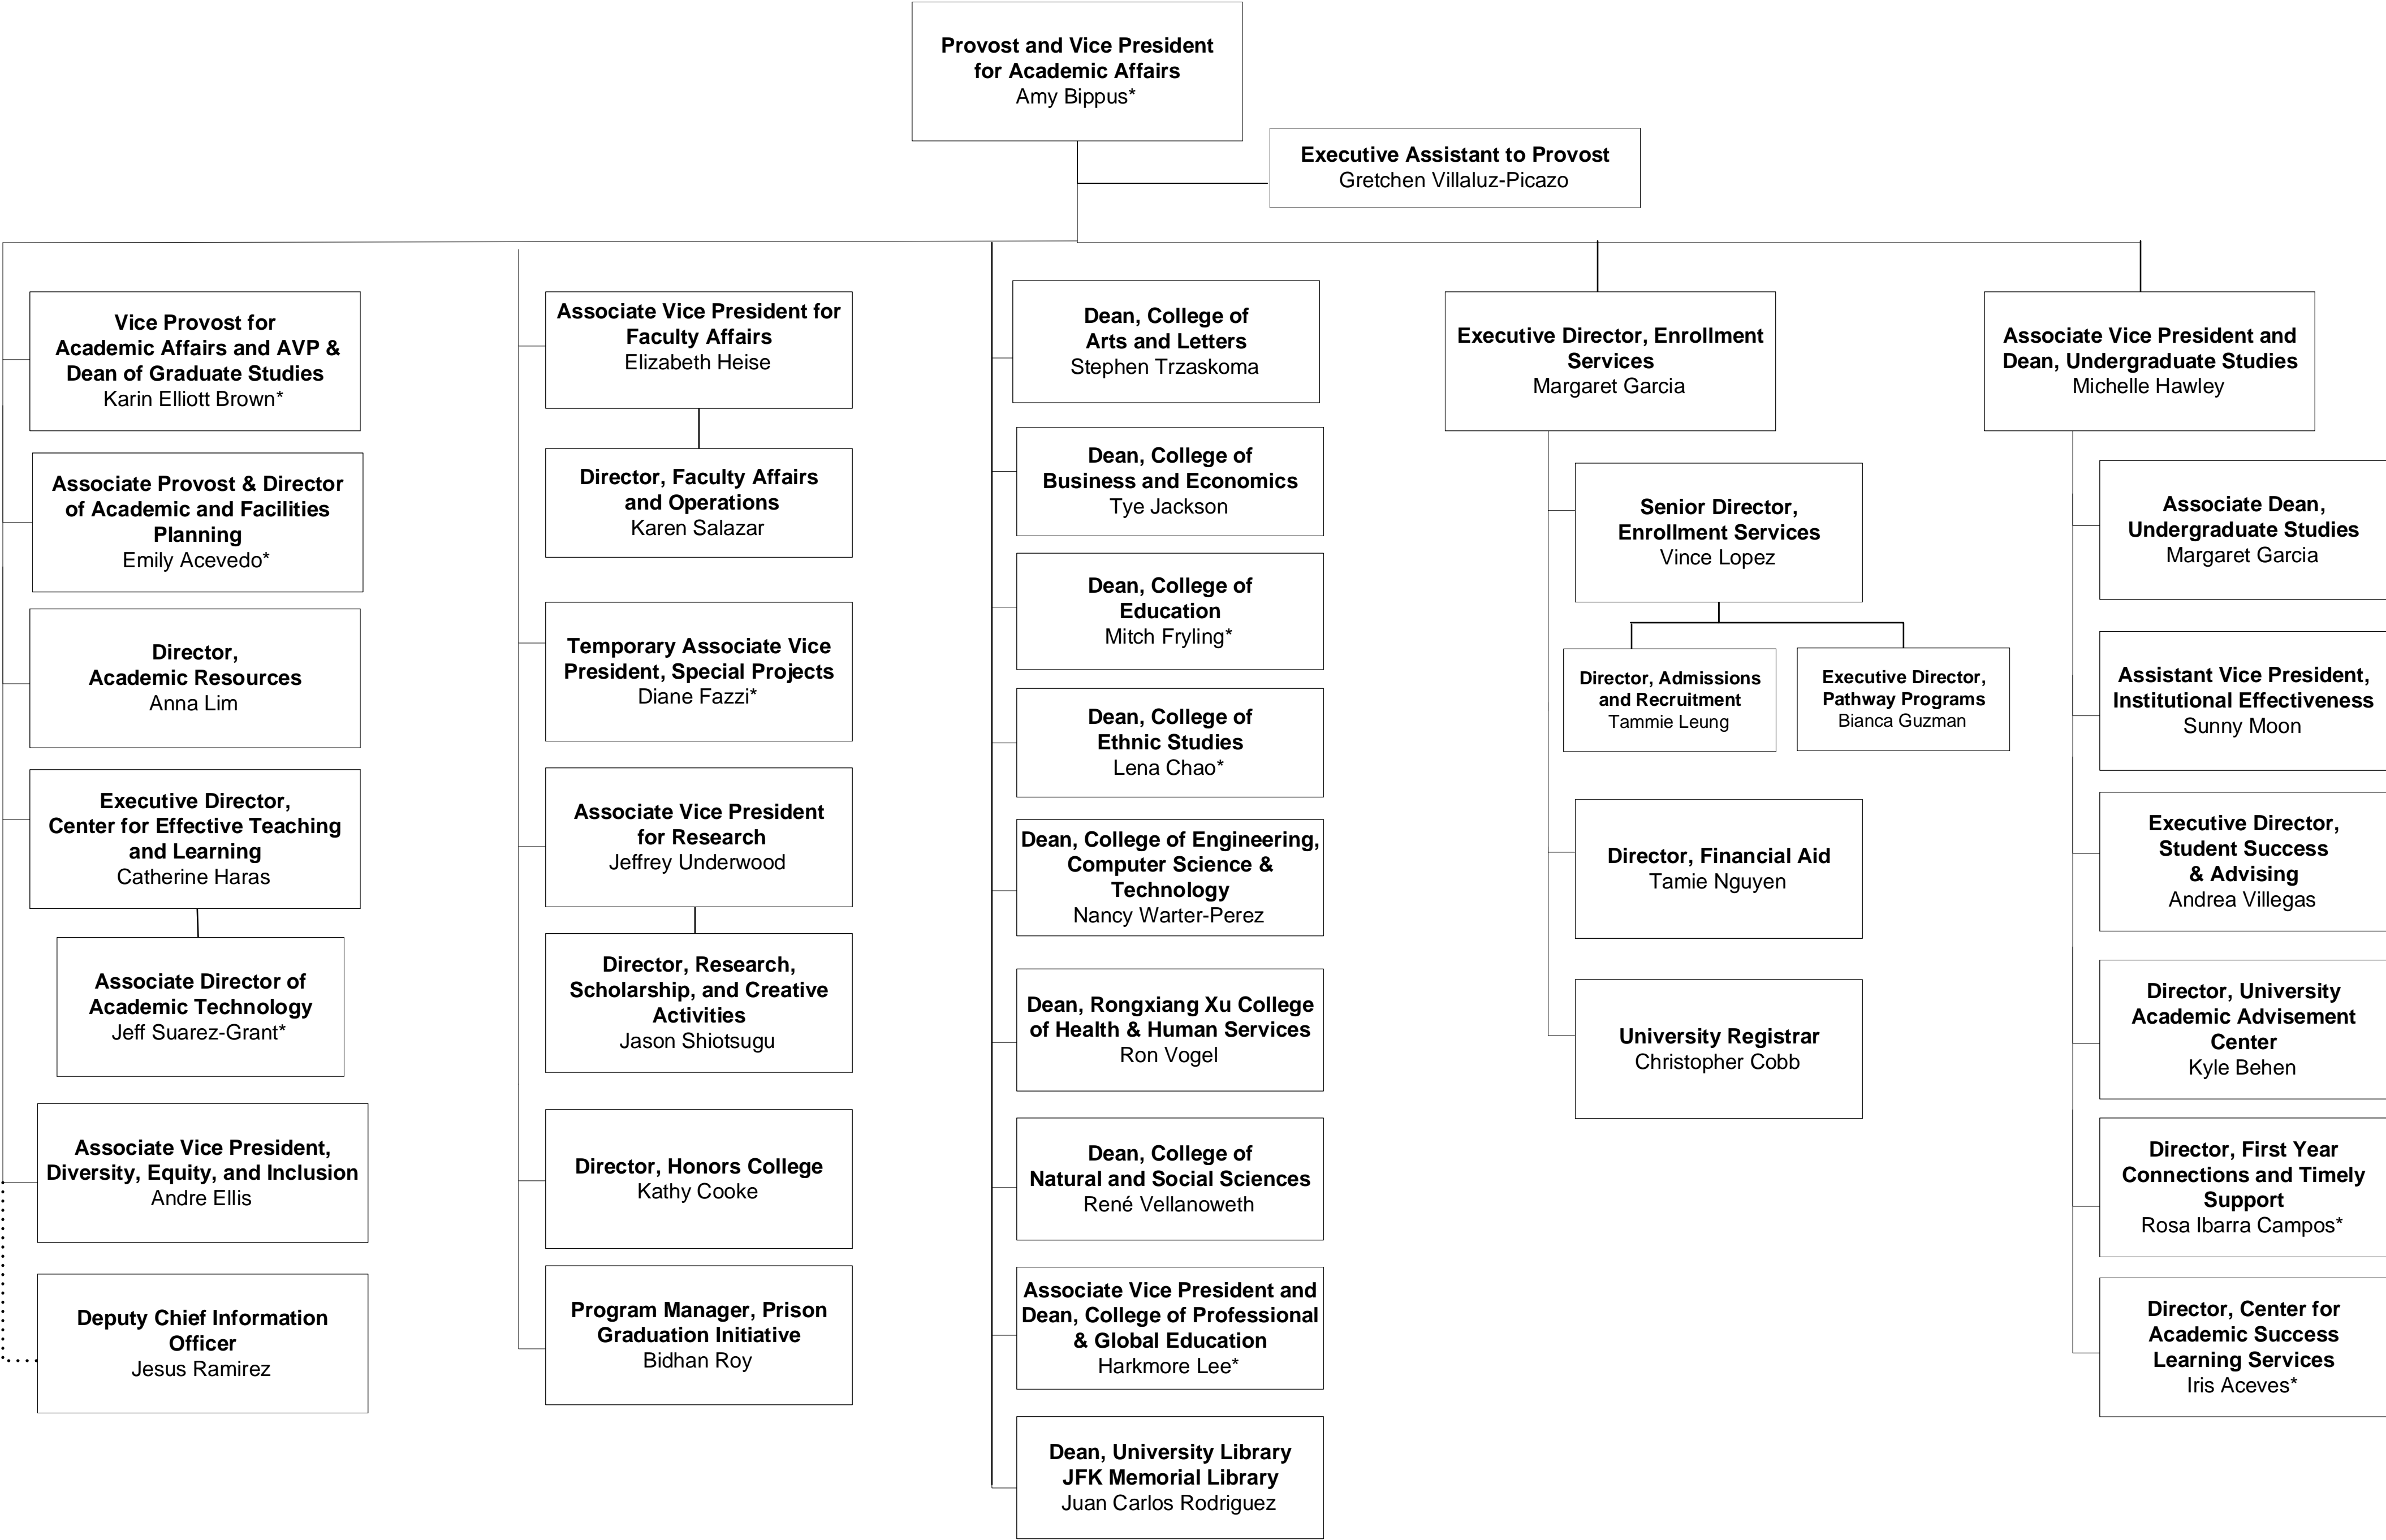 Provost and Vice President
for Academic Affairs
Amy Bippus*
Executive Assistant to Provost
Gretchen Villaluz-Picazo
Vice Provost for
Academic Affairs and AVP &
Dean of Graduate Studies
Karin Elliott Brown*
Associate Provost & Director
of Academic and Facilities
Planning
Emily Acevedo*
Director,
Academic Resources
Anna Lim
Executive Director,
Center for Effective Teaching
and Learning
Catherine Haras
Associate Director of
Academic Technology
Jeff Suarez-Grant*
Associate Vice President,
Diversity, Equity, and Inclusion
Andre Ellis
Deputy Chief Information
Officer
Jesus Ramirez
Associate Vice President for
Faculty Affairs
Elizabeth Heise
Director, Faculty Affairs
and Operations
Karen Salazar
Temporary Associate Vice
President, Special Projects
Diane Fazzi*
Associate Vice President
for Research
Jeffrey Underwood
Director, Research,
Scholarship, and Creative
Activities
Jason Shiotsugu
Director, Honors College
Kathy Cooke
Program Manager, Prison
Graduation Initiative
Bidhan Roy
Dean, College of
Arts and Letters
Stephen Trzaskoma
Dean, College of
Business and Economics
Tye Jackson
Dean, College of
Education
Mitch Fryling*
Dean, College of
Ethnic Studies
Lena Chao*
Dean, College of Engineering,
Computer Science &
Technology
Nancy Warter-Perez
Dean, Rongxiang Xu College
of Health & Human Services
Ron Vogel
Dean, College of
Natural and Social Sciences
René Vellanoweth
Associate Vice President and
Dean, College of Professional
& Global Education
Harkmore Lee*
Dean, University Library
JFK Memorial Library
Juan Carlos Rodriguez
Executive Director, Enrollment
Services
Margaret Garcia
Senior Director,
Enrollment Services
Vince Lopez
Director, Admissions
and Recruitment
Tammie Leung
Executive Director,
Pathway Programs
Bianca Guzman
Director, Financial Aid
Tamie Nguyen
University Registrar
Christopher Cobb
Associate Vice President and
Dean, Undergraduate Studies
Michelle Hawley
Associate Dean,
Undergraduate Studies
Margaret Garcia
Assistant Vice President,
Institutional Effectiveness
Sunny Moon
Executive Director,
Student Success
& Advising
Andrea Villegas
Director, University
Academic Advisement
Center
Kyle Behen
Director, First Year
Connections and Timely
Support
Rosa Ibarra Campos*
Director, Center for
Academic Success
Learning Services
Iris Aceves*